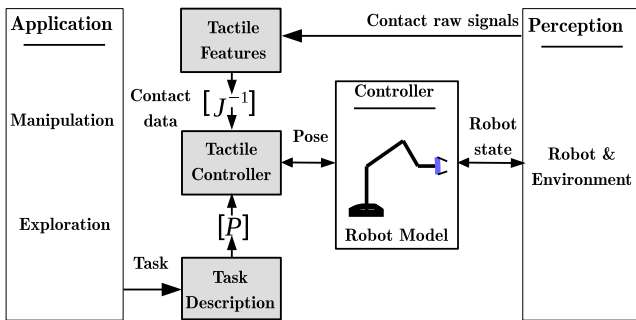 Application
Manipulation
Exploration
Task
Tactile
Features
Contact
data
[J⁻¹]
Tactile
Controller
[P]
Task
Description
Contact raw signals
Pose
Controller
Robot Model
Robot
state
Perception
Robot &
Environment